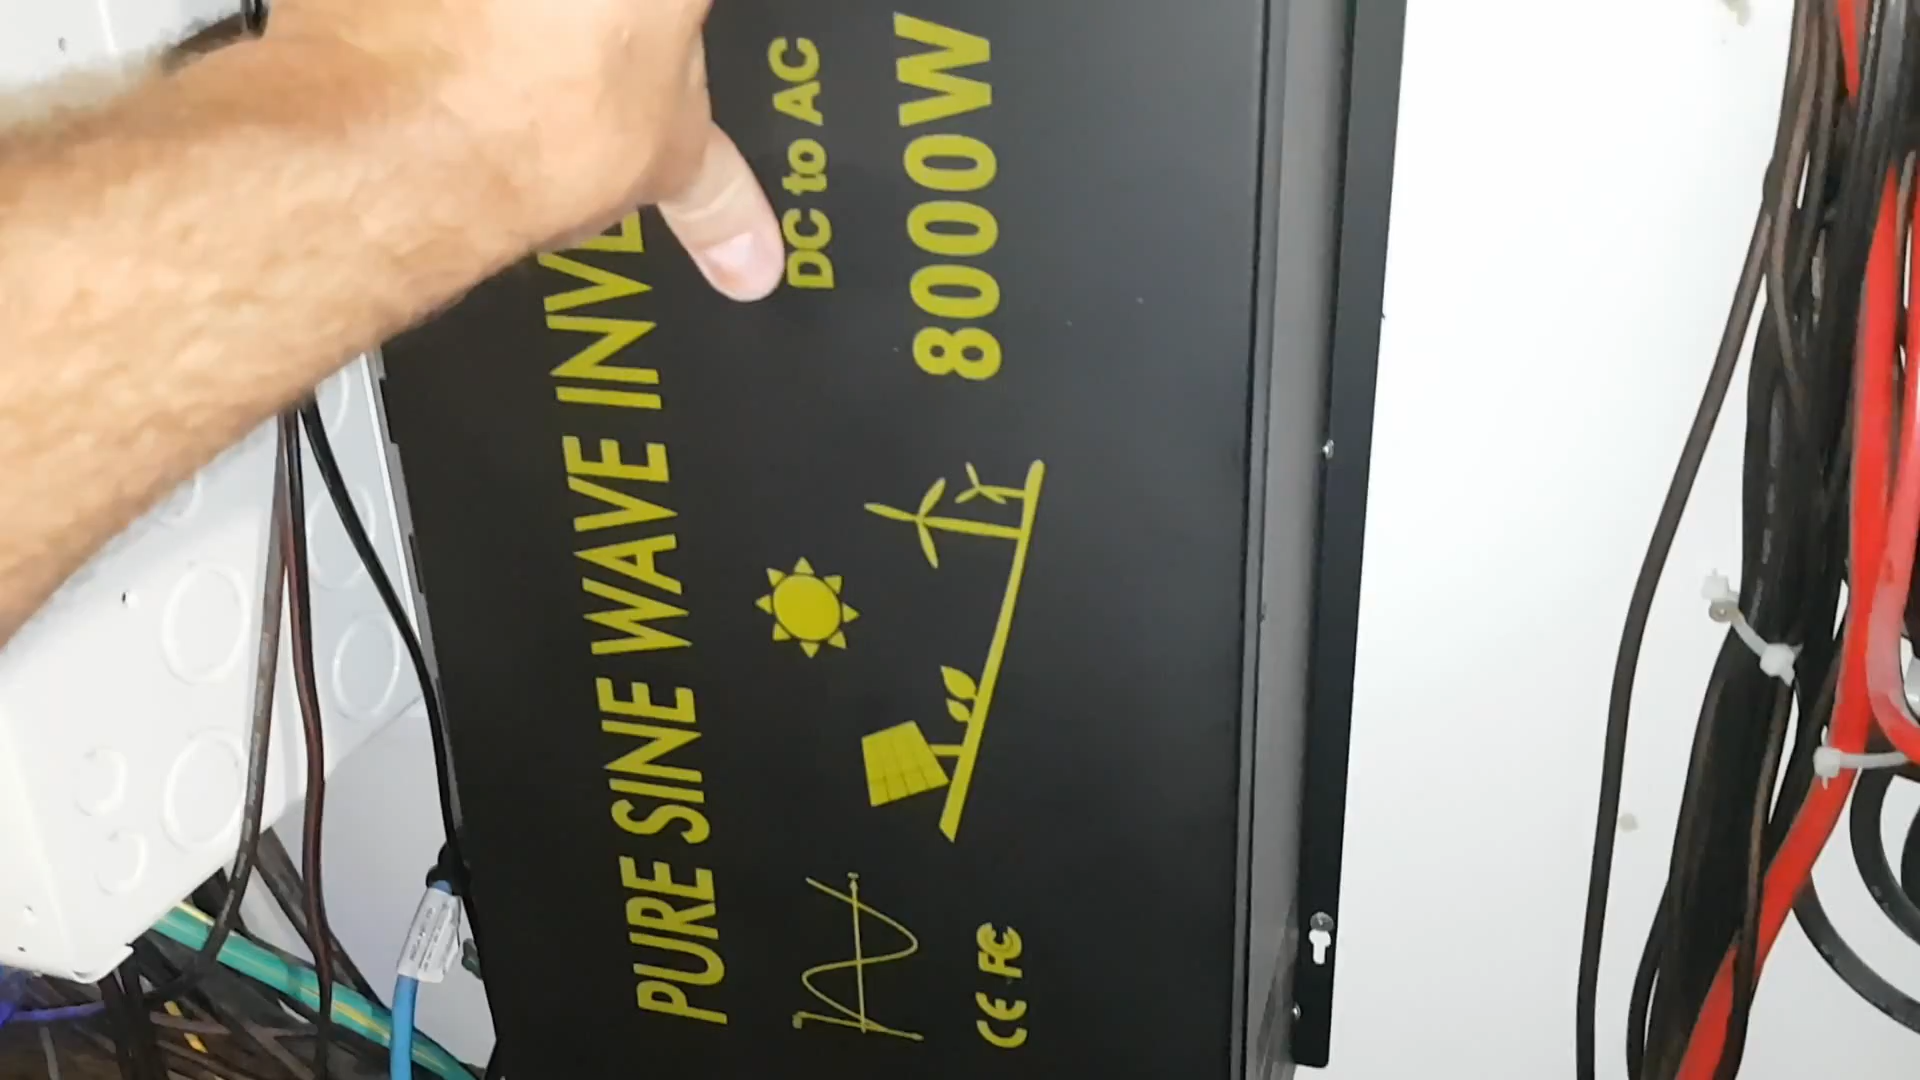 PURE SINE WAVE INVE
DC to AC
8000W
CE FC